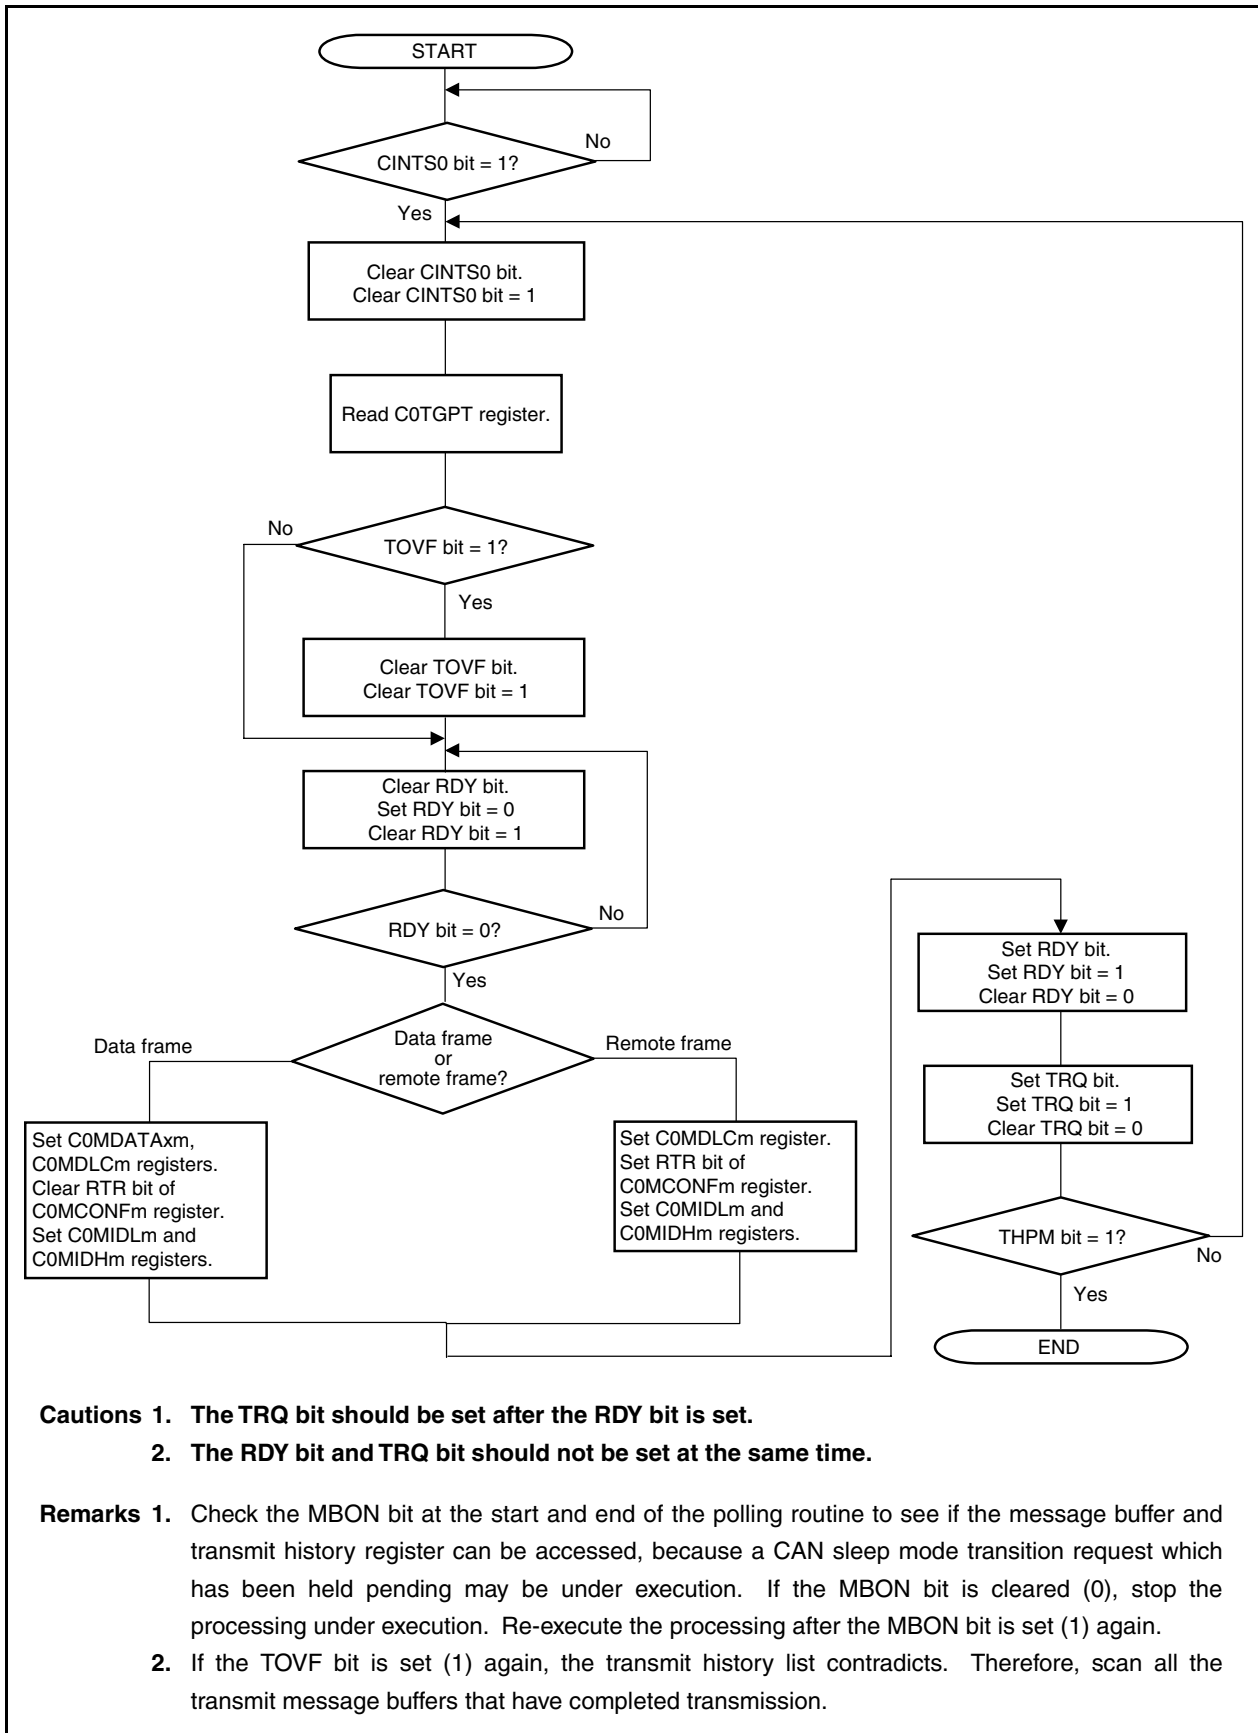 START
No
CINTS0 bit = 1?
Yes
Clear CINTS0 bit.
Clear CINTS0 bit = 1
Read C0TGPT register.
No
TOVF bit = 1?
Yes
Clear TOVF bit.
Clear TOVF bit = 1
Clear RDY bit.
Set RDY bit = 0
Clear RDY bit = 1
RDY bit = 0?
No
Yes
Data frame
Data frame
or
remote frame?
Remote frame
Set C0MDATAxm,
C0MDLCm registers.
Clear RTR bit of
C0MCONFm register.
Set C0MIDLm and
C0MIDHm registers.
Set C0MDLCm register.
Set RTR bit of
C0MCONFm register.
Set C0MIDLm and
C0MIDHm registers.
Set RDY bit.
Set RDY bit = 1
Clear RDY bit = 0
Set TRQ bit.
Set TRQ bit = 1
Clear TRQ bit = 0
THPM bit = 1?
No
Yes
END
Cautions 1. The TRQ bit should be set after the RDY bit is set.
2. The RDY bit and TRQ bit should not be set at the same time.
Remarks 1. Check the MBON bit at the start and end of the polling routine to see if the message buffer and
transmit history register can be accessed, because a CAN sleep mode transition request which
has been held pending may be under execution. If the MBON bit is cleared (0), stop the
processing under execution. Re-execute the processing after the MBON bit is set (1) again.
2. If the TOVF bit is set (1) again, the transmit history list contradicts. Therefore, scan all the
transmit message buffers that have completed transmission.